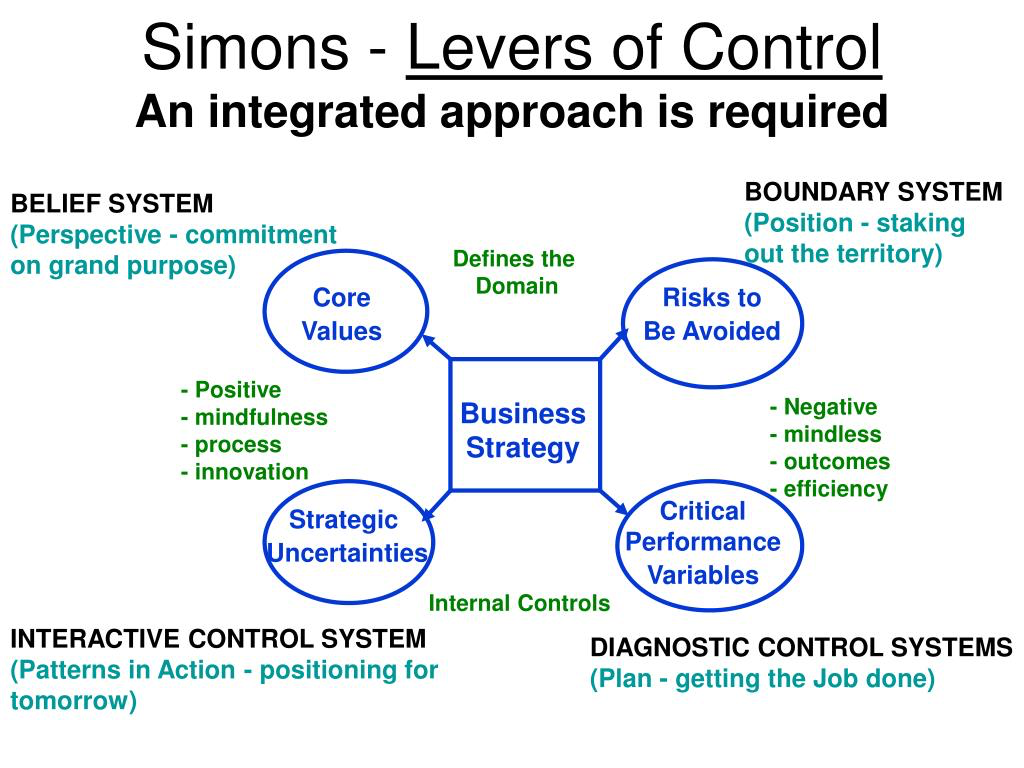 Simons - Levers of Control
An integrated approach is required
BELIEF SYSTEM
(Perspective - commitment
on grand purpose)
BOUNDARY SYSTEM
(Position - staking
out the territory)
Defines the
Domain
Core
Values
Risks to
Be Avoided
- Positive
- mindfulness
- process
- innovation
Business
Strategy
- Negative
- mindless
- outcomes
- efficiency
Strategic
Uncertainties
Critical
Performance
Variables
Internal Controls
INTERACTIVE CONTROL SYSTEM
(Patterns in Action - positioning for
tomorrow)
DIAGNOSTIC CONTROL SYSTEMS
(Plan - getting the Job done)